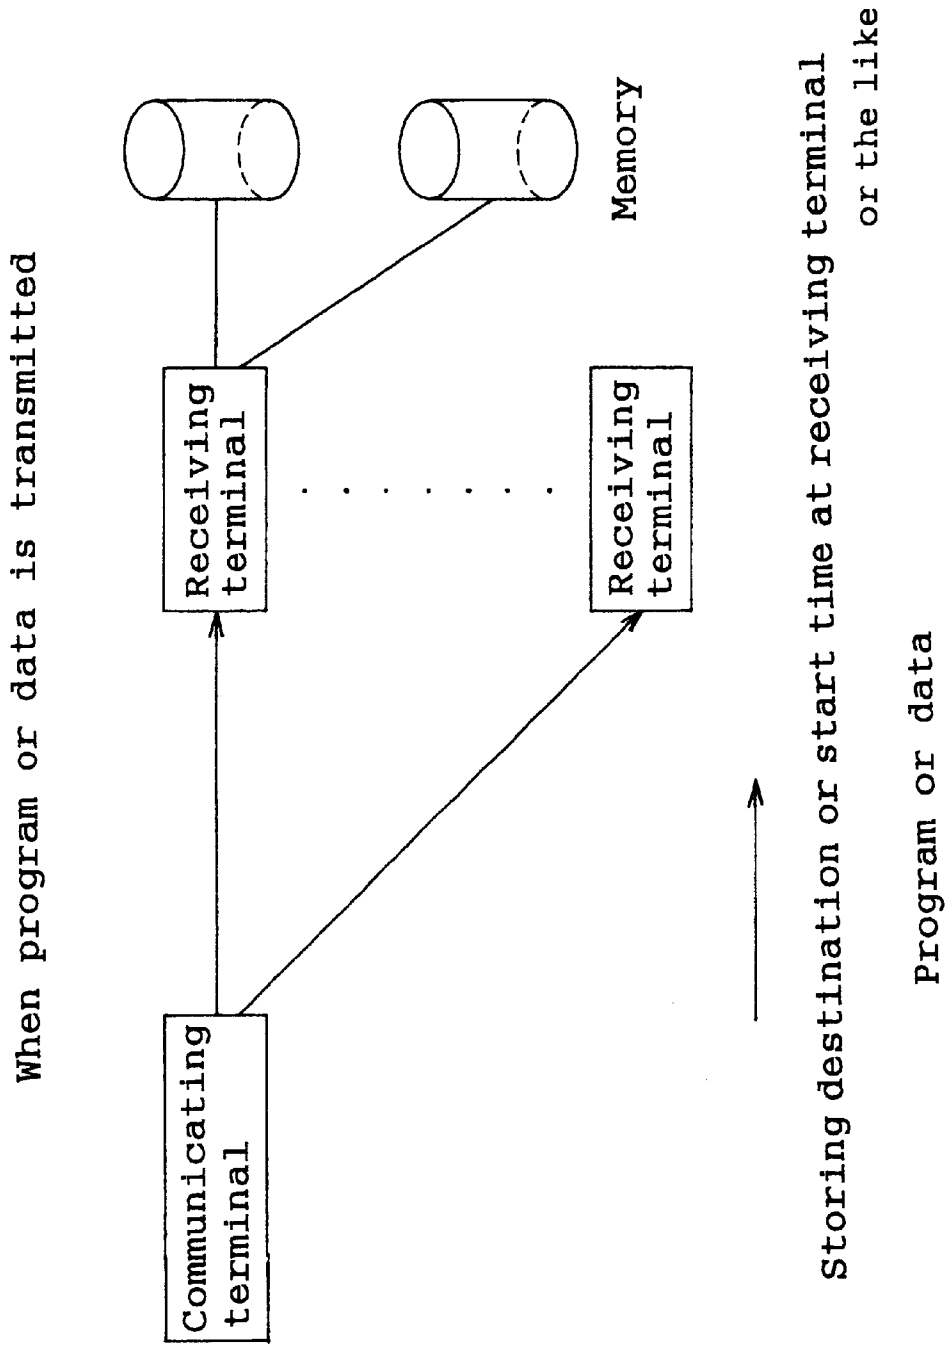 When program or data is transmitted
Communicating
terminal
Receiving
terminal
Receiving
terminal
Memory
Storing destination or start time at receiving terminal
or the like
Program or data